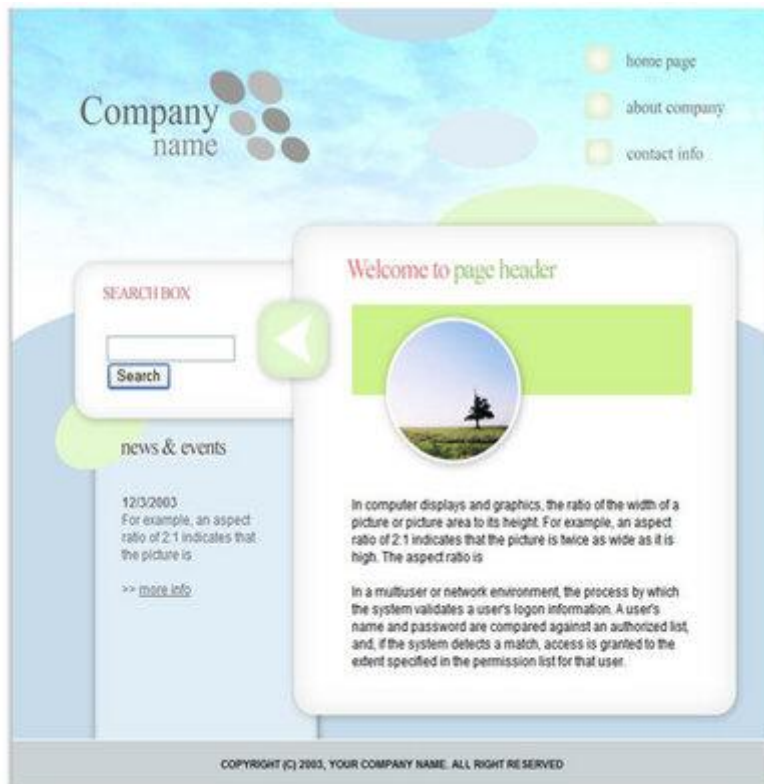 Company
name
home page
about company
contact info
SEARCH BOX
Search
news & events
12/3/2003
For example, an aspect
ratio of 2:1 indicates that
the picture is
>> more info
Welcome to page header
In computer displays and graphics, the ratio of the width of a
picture or picture area to its height. For example, an aspect
ratio of 2:1 indicates that the picture is twice as wide as it is
high. The aspect ratio is
In a multiuser or network environment, the process by which
the system validates a user's logon information. A user's
name and password are compared against an authorized list,
and, if the system detects a match, access is granted to the
extent specified in the permission list for that user.
COPYRIGHT (C) 2003, YOUR COMPANY NAME. ALL RIGHT RESERVED